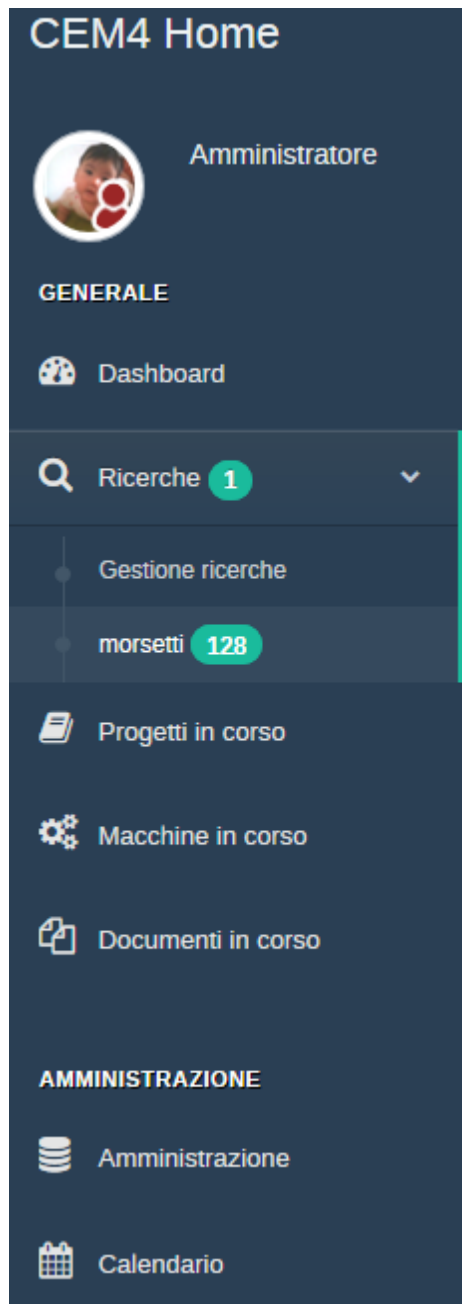 CEM4 Home
Amministratore
GENERALE
Dashboard
Ricerche 1
Gestione ricerche
morsetti 128
Progetti in corso
Macchine in corso
Documenti in corso
AMMINISTRAZIONE
Amministrazione
Calendario